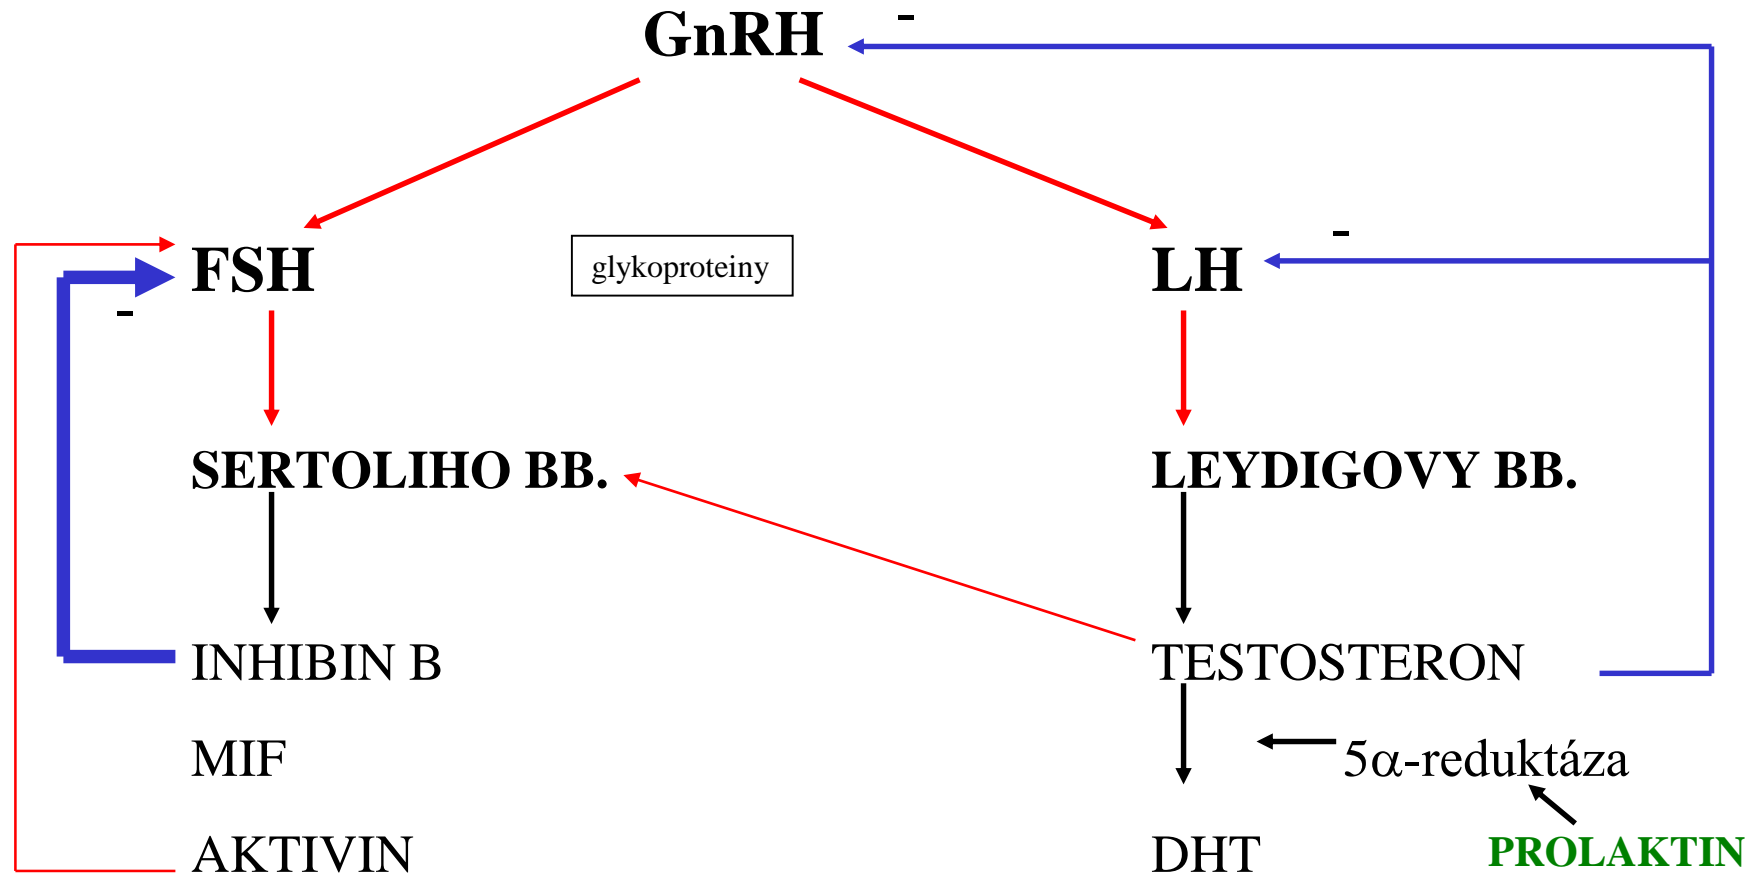 GnRH -
FSH
-
glykoproteiny
LH -
SERTOLIHO BB.
LEYDIGOVY BB.
INHIBIN B
TESTOSTERON
MIF
5α-reduktáza
AKTIVIN
DHT
PROLAKTIN